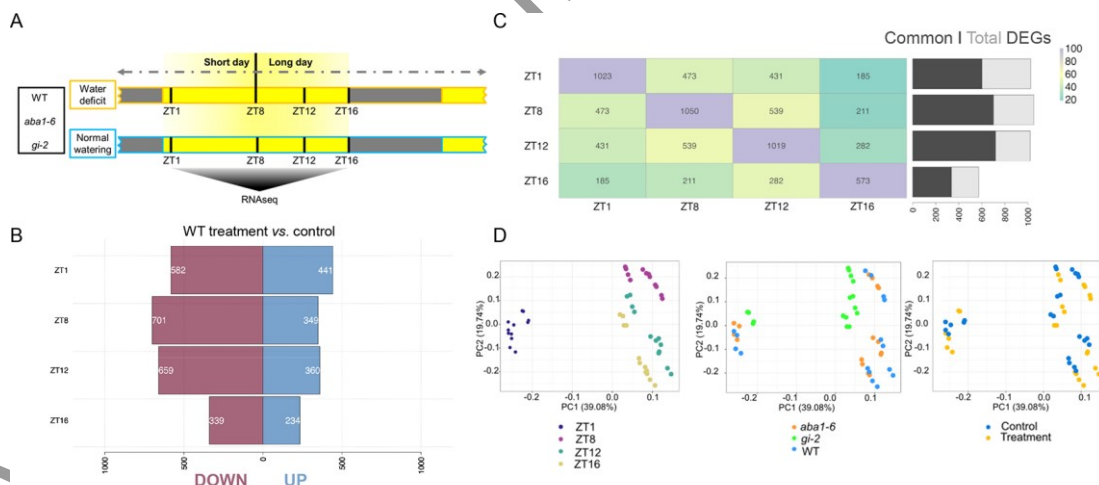 A
Short day
Long day
WT
aba1-6
gi-2
Water
deficit
ZT1
ZT8
ZT12
ZT16
Normal
watering
ZT1
ZT8
ZT12
ZT16
RNAseq
B
WT treatment vs. control
ZT1
582
441
ZT8
701
349
ZT12
659
360
ZT16
339
234
1000
500
0
500
1000
DOWN
UP
C
Common I Total DEGs
ZT1
1023
473
431
185
ZT8
473
1050
539
211
ZT12
431
539
1019
282
ZT16
185
211
282
573
ZT1
ZT8
ZT12
ZT16
100
80
60
40
20
0
200
400
600
800
1000
D
PC2 (19.74%)
0.2
0.1
0.0
-0.1
-0.2
-0.2
-0.1
0.0
0.1
PC1 (39.08%)
ZT1
ZT8
ZT12
ZT16
PC2 (19.74%)
0.2
0.1
0.0
-0.1
-0.2
-0.2
-0.1
0.0
0.1
PC1 (39.08%)
aba1-6
gi-2
WT
PC2 (19.74%)
0.2
0.1
0.0
-0.1
-0.2
-0.2
-0.1
0.0
0.1
PC1 (39.08%)
Control
Treatment